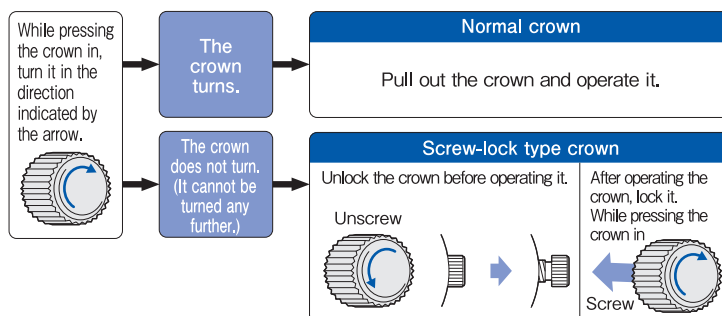 While pressing
the crown in,
turn it in the
direction
indicated by
the arrow.
The
crown
turns.
Normal crown
Pull out the crown and operate it.
The crown
does not turn.
(It cannot be
turned any
further.)
Screw-lock type crown
Unlock the crown before operating it.
Unscrew
After operating the
crown, lock it.
While pressing the
crown in
Screw